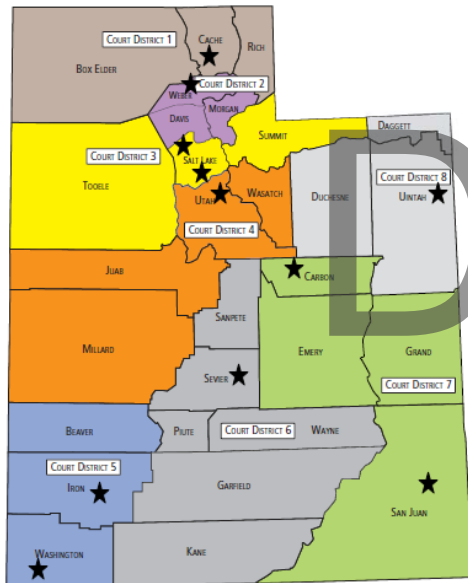 Court District 1
Cache
Rich
Box Elder
Court District 2
Weber
Morgan
Davis
Daggett
Summit
Court District 3
Salt Lake
Tooele
Court District 8
Duchesne
Uintah
Wasatch
Utah
Court District 4
Juab
Carbon
Sanpete
Millard
Emery
Grand
Sevier
Court District 7
Beaver
Piute
Court District 6
Wayne
Court District 5
Iron
Garfield
San Juan
Washington
Kane
D